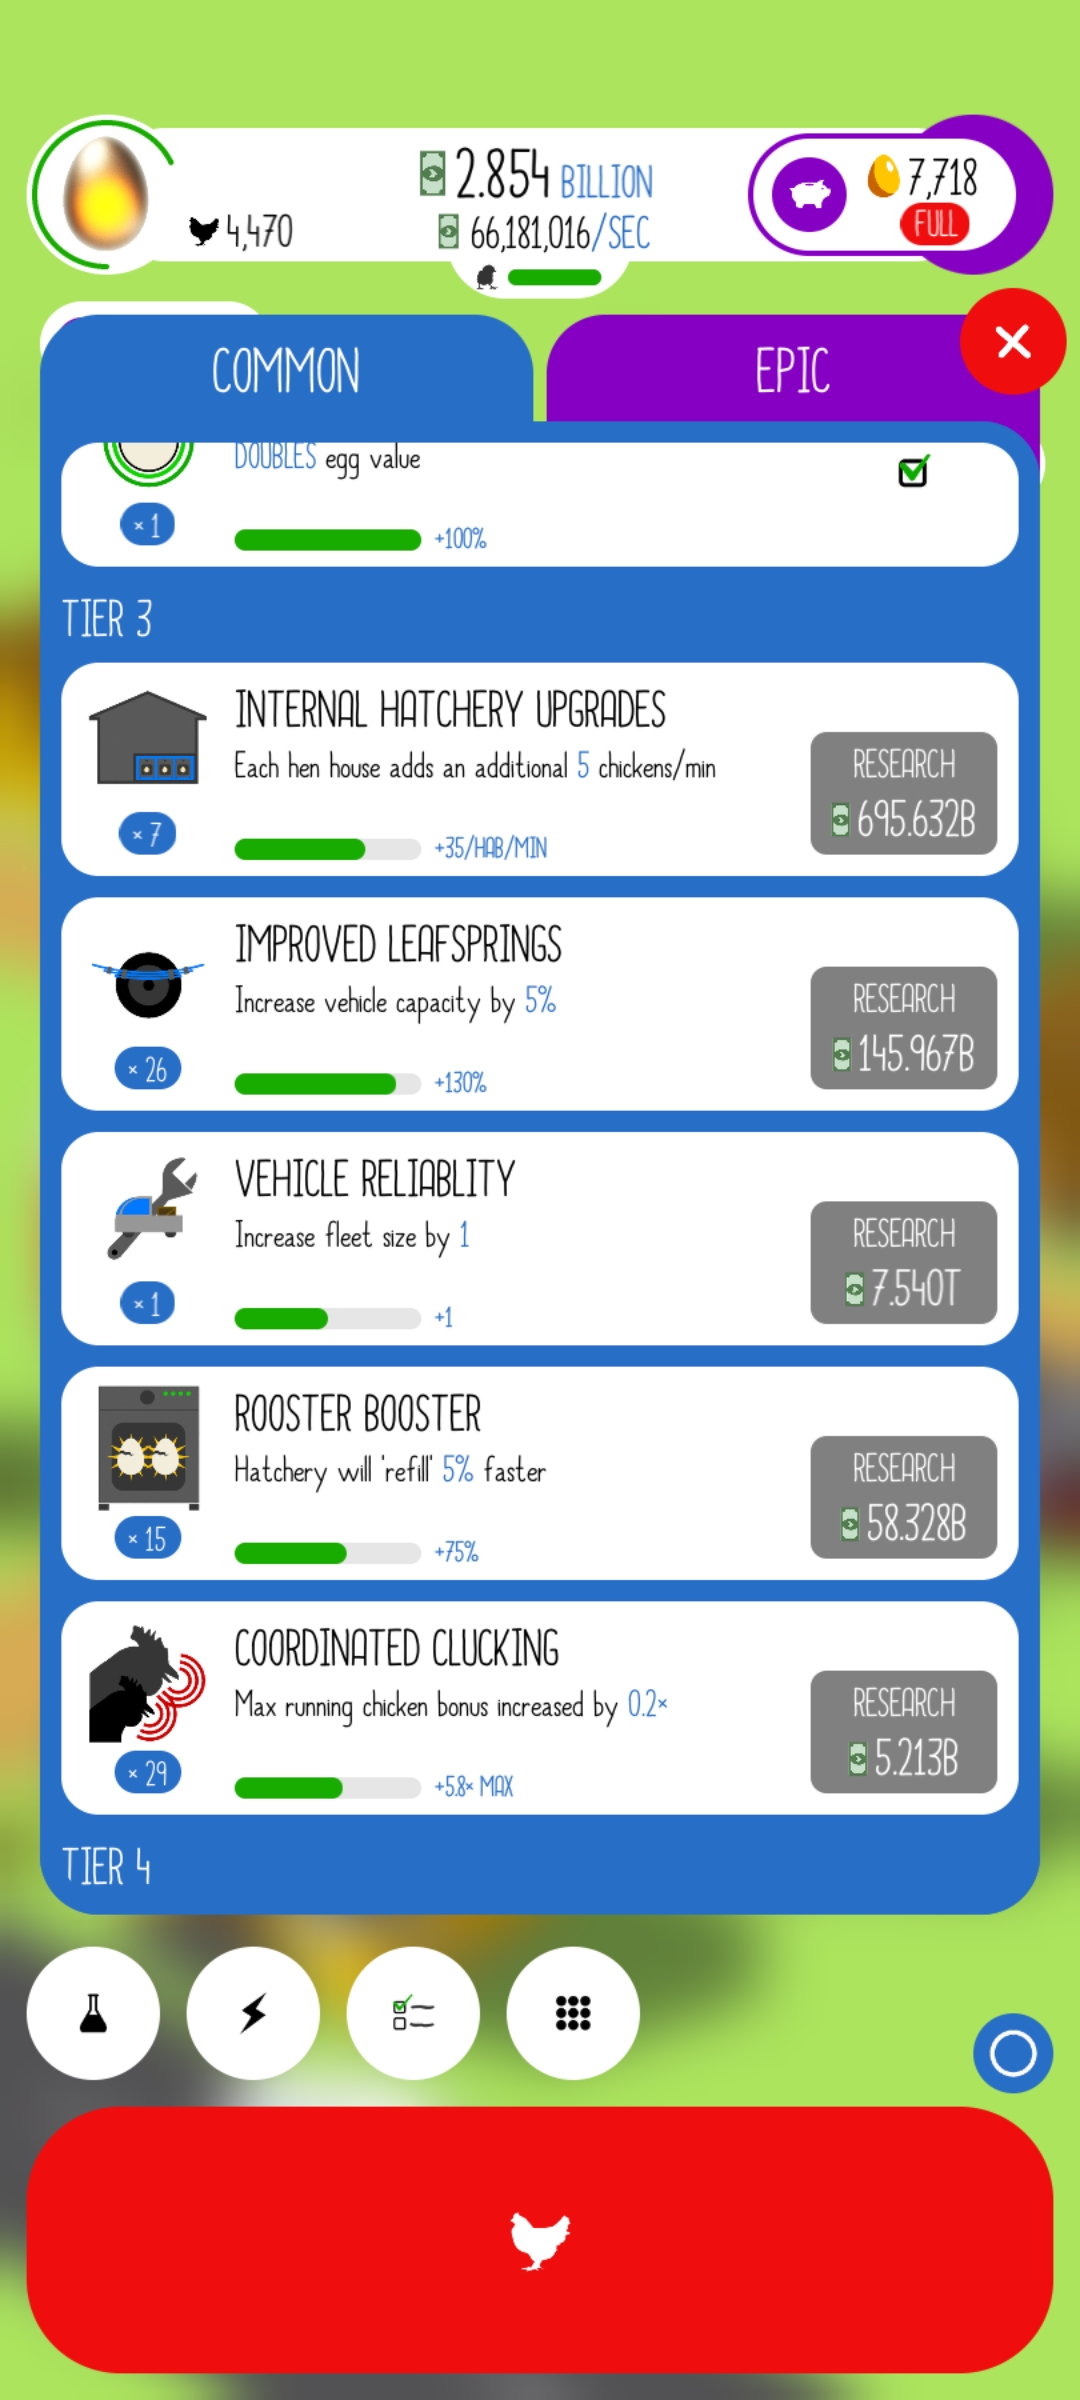 2.854 BILLION
7,718
4,470
66,181,016/SEC
FULL
COMMON
EPIC
DOUBLES egg value
× 1
+100%
TIER 3
INTERNAL HATCHERY UPGRADES
Each hen house adds an additional 5 chickens/min
RESEARCH
695.632B
× 7
+35/HAB/MIN
IMPROVED LEAFSPRINGS
Increase vehicle capacity by 5%
RESEARCH
145.967B
× 26
+130%
VEHICLE RELIABLITY
Increase fleet size by 1
RESEARCH
7.540T
× 1
+1
ROOSTER BOOSTER
Hatchery will 'refill' 5% faster
RESEARCH
58.328B
× 15
+75%
COORDINATED CLUCKING
Max running chicken bonus increased by 0.2×
RESEARCH
5.213B
× 29
+5.8× MAX
TIER 4